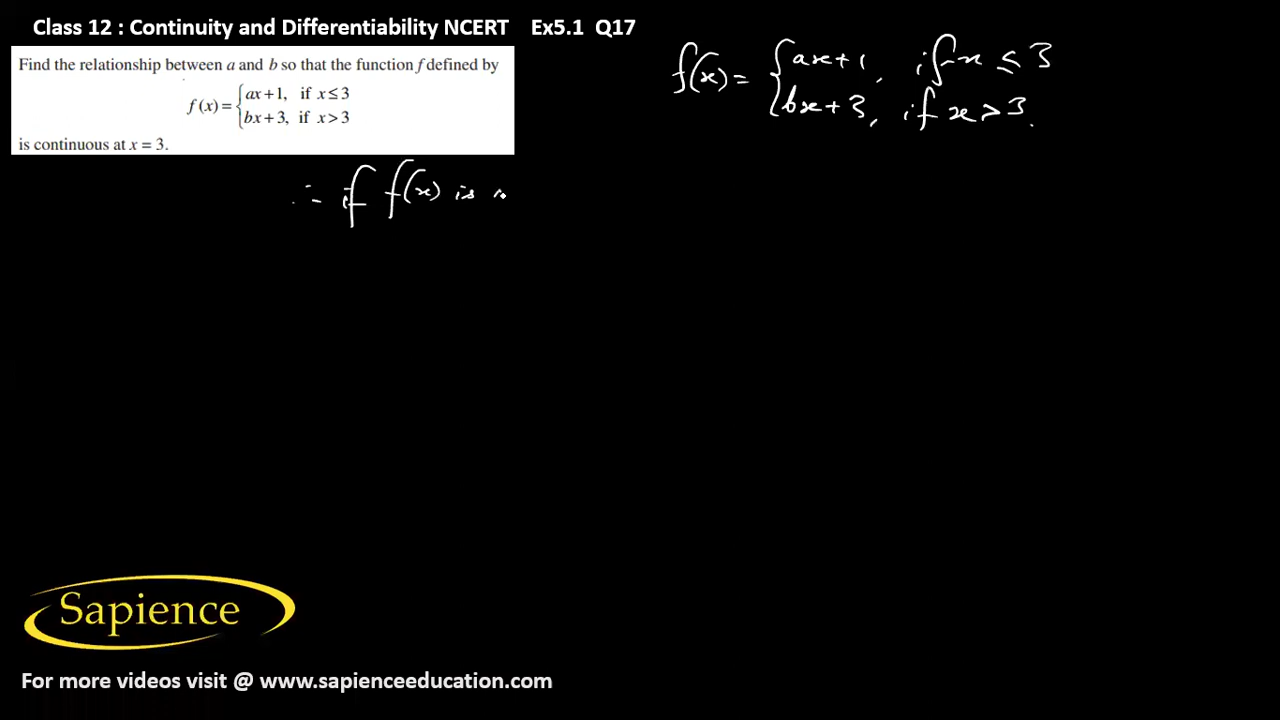 Class 12 : Continuity and Differentiability NCERT Ex5.1 Q17
Find the relationship between a and b so that the function f defined by
f(x) = { ax + 1, if x ≤ 3
bx + 3, if x > 3
is continuous at x = 3.
f(x) = { ax + 1, if x ≤ 3
bx + 3, if x > 3.
∴ if f(x) is
Sapience
For more videos visit @ www.sapienceeducation.com